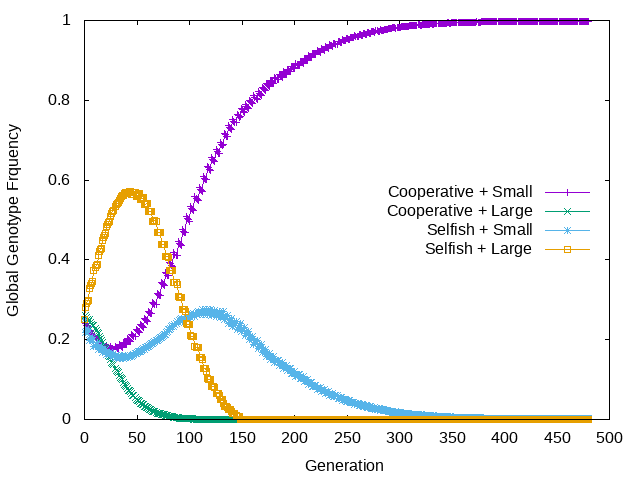 1
0.8
0.6
0.4
0.2
0
Global Genotype Frquency
Cooperative + Small
Cooperative + Large
Selfish + Small
Selfish + Large
0 50 100 150 200 250 300 350 400 450 500
Generation